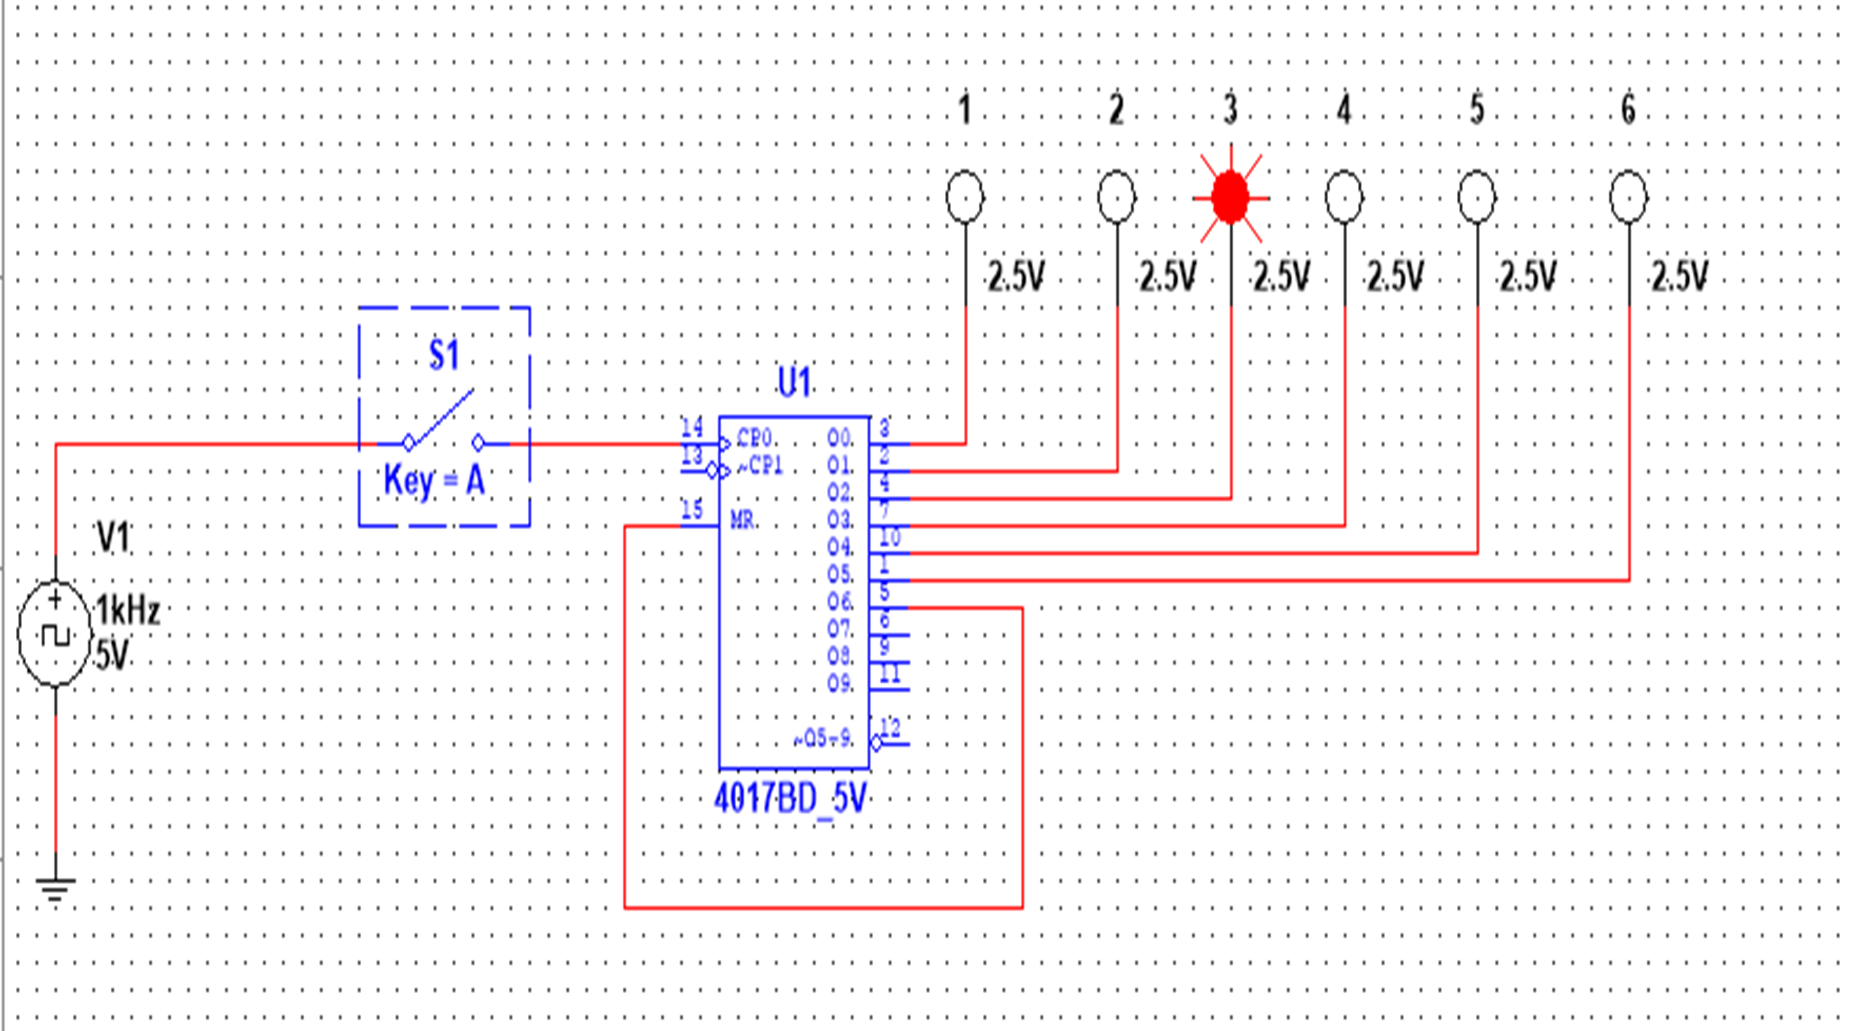 1 2 3 4 5 6
2.5V 2.5V 2.5V 2.5V 2.5V 2.5V
S1
Key = A
V1
1kHz
5V
U1
14 CP0 O0 3
13 ~CP1 O1 2
O2 4
15 MR O3 7
O4 10
O5 1
O6 5
O7 6
O8 9
O9 11
~Q5-9 12
4017BD_5V